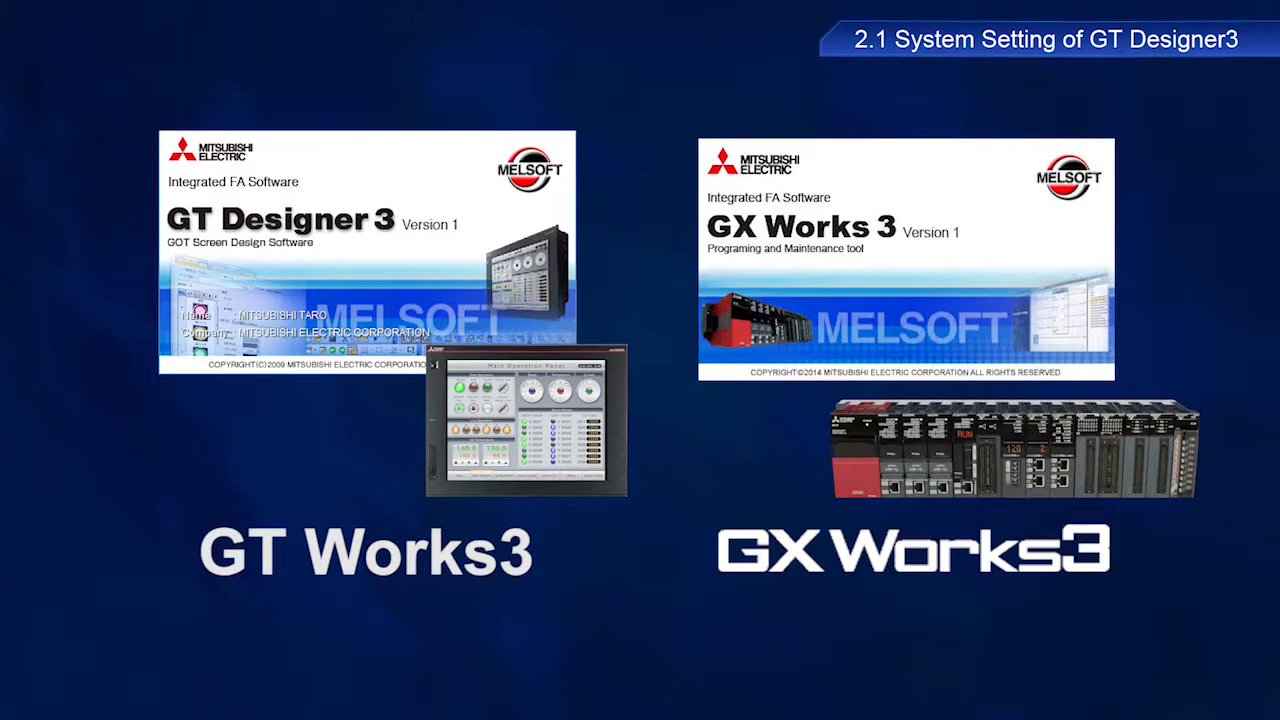 2.1 System Setting of GT Designer3
MITSUBISHI
ELECTRIC
MELSOFT
Integrated FA Software
GT Designer 3 Version 1
GOT Screen Design Software
MELSOFT
Name MITSUBISHI TARO
Company MITSUBISHI ELECTRIC CORPORATION
COPYRIGHT(C)2009 MITSUBISHI ELECTRIC CORPORATIO
Main Operation Panel
GT Works3
MITSUBISHI
ELECTRIC
MELSOFT
Integrated FA Software
GX Works 3 Version 1
Programing and Maintenance tool
MELSOFT
COPYRIGHT©2014 MITSUBISHI ELECTRIC CORPORATION ALL RIGHTS RESERVED
RUN
GX Works3